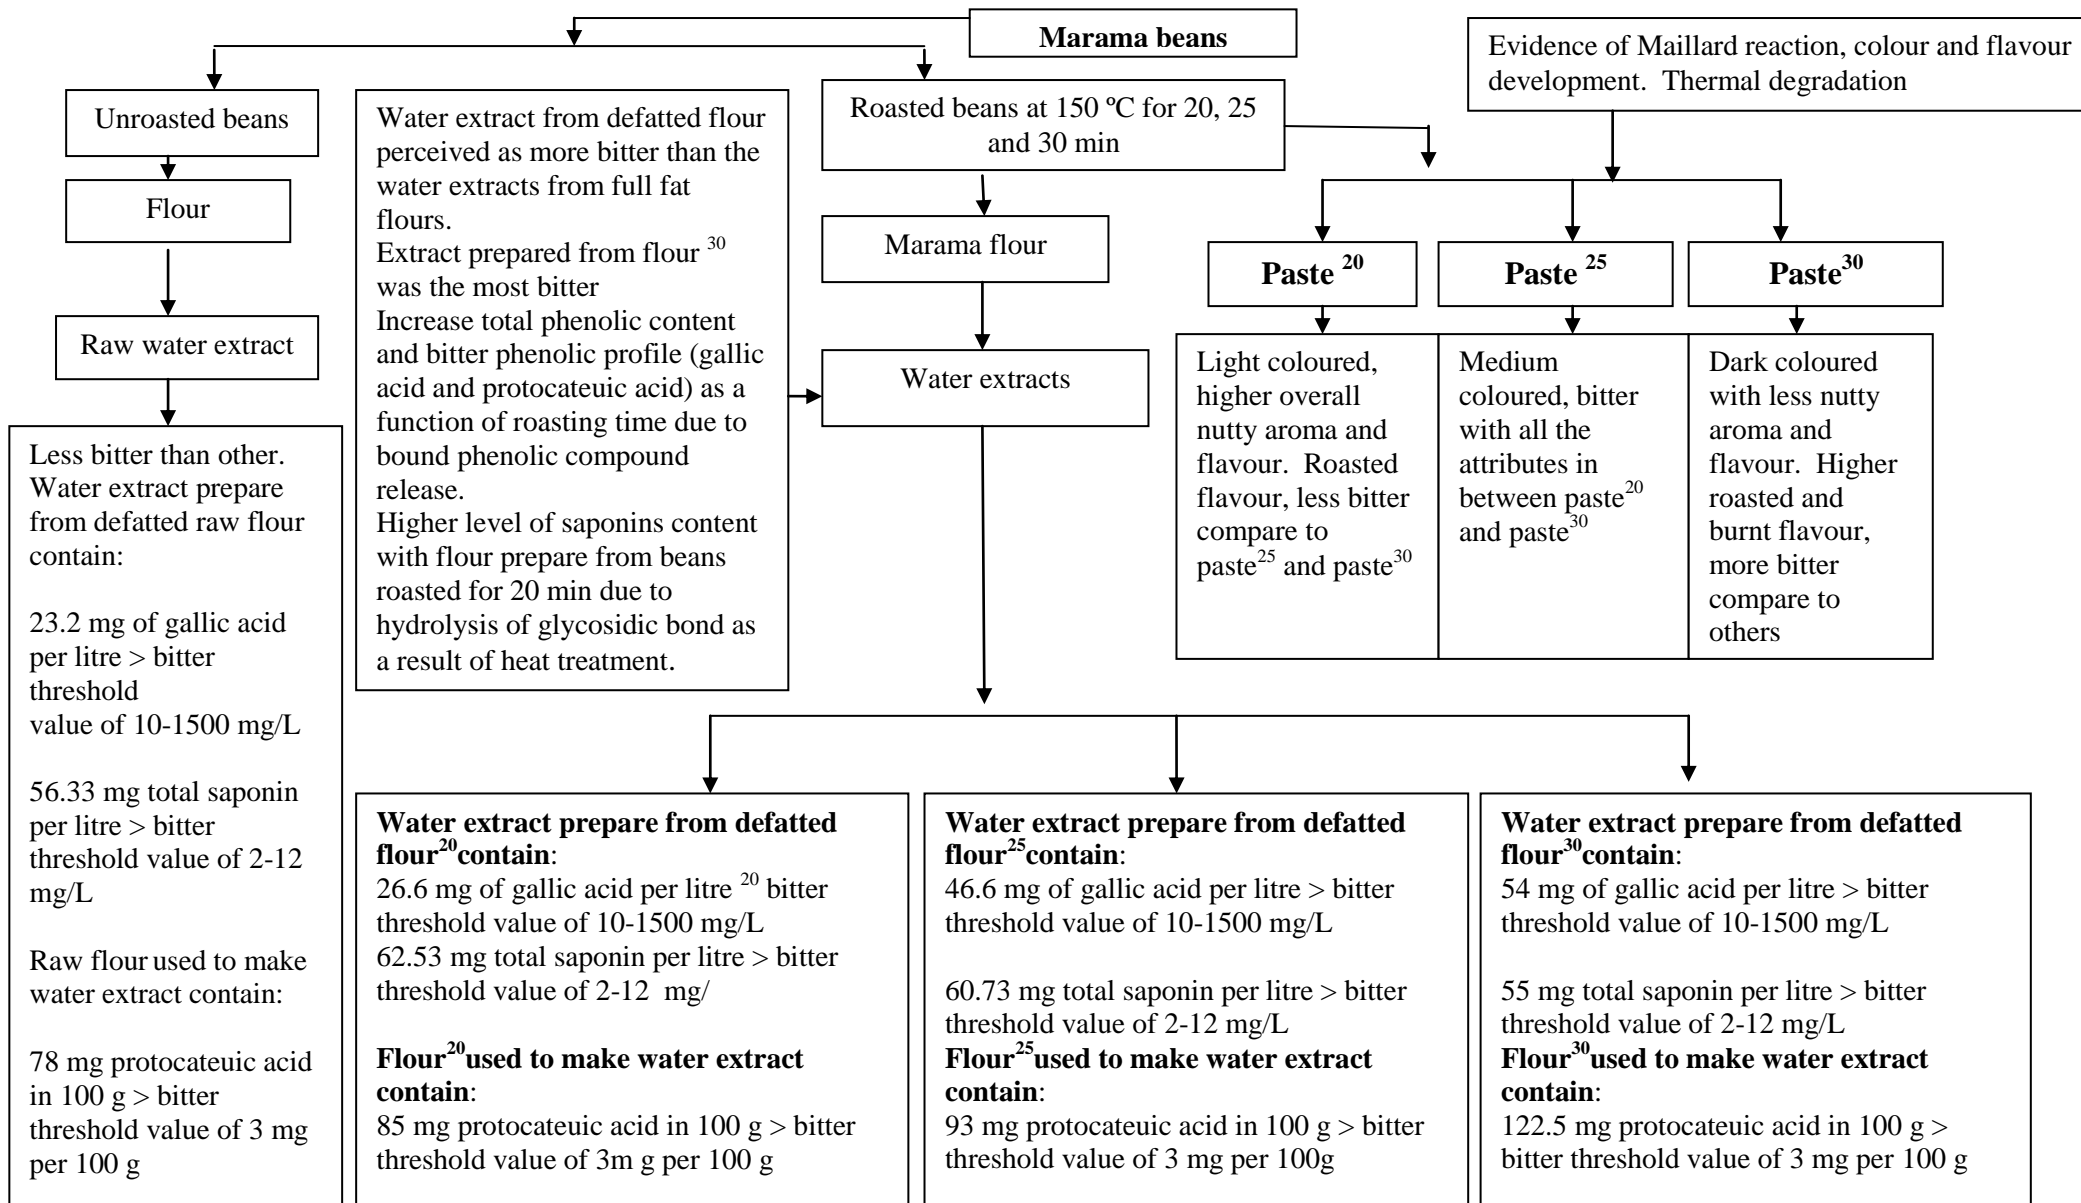 Marama beans
Evidence of Maillard reaction, colour and flavour
development.  Thermal degradation
Unroasted beans
Flour
Raw water extract
Less bitter than other.
Water extract prepare
from defatted raw flour
contain:
23.2 mg of gallic acid
per litre > bitter
threshold
value of 10-1500 mg/L
56.33 mg total saponin
per litre > bitter
threshold value of 2-12
mg/L
Raw flour used to make
water extract contain:
78 mg protocateuic acid
in 100 g > bitter
threshold value of 3 mg
per 100 g
Water extract from defatted flour
perceived as more bitter than the
water extracts from full fat
flours.
Extract prepared from flour 30
was the most bitter
Increase total phenolic content
and bitter phenolic profile (gallic
acid and protocateuic acid) as a
function of roasting time due to
bound phenolic compound
release.
Higher level of saponins content
with flour prepare from beans
roasted for 20 min due to
hydrolysis of glycosidic bond as
a result of heat treatment.
Roasted beans at 150 ºC for 20, 25
and 30 min
Marama flour
Water extracts
Paste 20
Light coloured,
higher overall
nutty aroma and
flavour.  Roasted
flavour, less bitter
compare to
paste25 and paste30
Paste 25
Medium
coloured, bitter
with all the
attributes in
between paste20
and paste30
Paste30
Dark coloured
with less nutty
aroma and
flavour.  Higher
roasted and
burnt flavour,
more bitter
compare to
others
Water extract prepare from defatted
flour20contain:
26.6 mg of gallic acid per litre 20 bitter
threshold value of 10-1500 mg/L
62.53 mg total saponin per litre > bitter
threshold value of 2-12  mg/
Flour20used to make water extract
contain:
85 mg protocateuic acid in 100 g > bitter
threshold value of 3m g per 100 g
Water extract prepare from defatted
flour25contain:
46.6 mg of gallic acid per litre > bitter
threshold value of 10-1500 mg/L
60.73 mg total saponin per litre > bitter
threshold value of 2-12 mg/L
Flour25used to make water extract
contain:
93 mg protocateuic acid in 100 g > bitter
threshold value of 3 mg per 100g
Water extract prepare from defatted
flour30contain:
54 mg of gallic acid per litre > bitter
threshold value of 10-1500 mg/L
55 mg total saponin per litre > bitter
threshold value of 2-12 mg/L
Flour30used to make water extract
contain:
122.5 mg protocateuic acid in 100 g >
bitter threshold value of 3 mg per 100 g